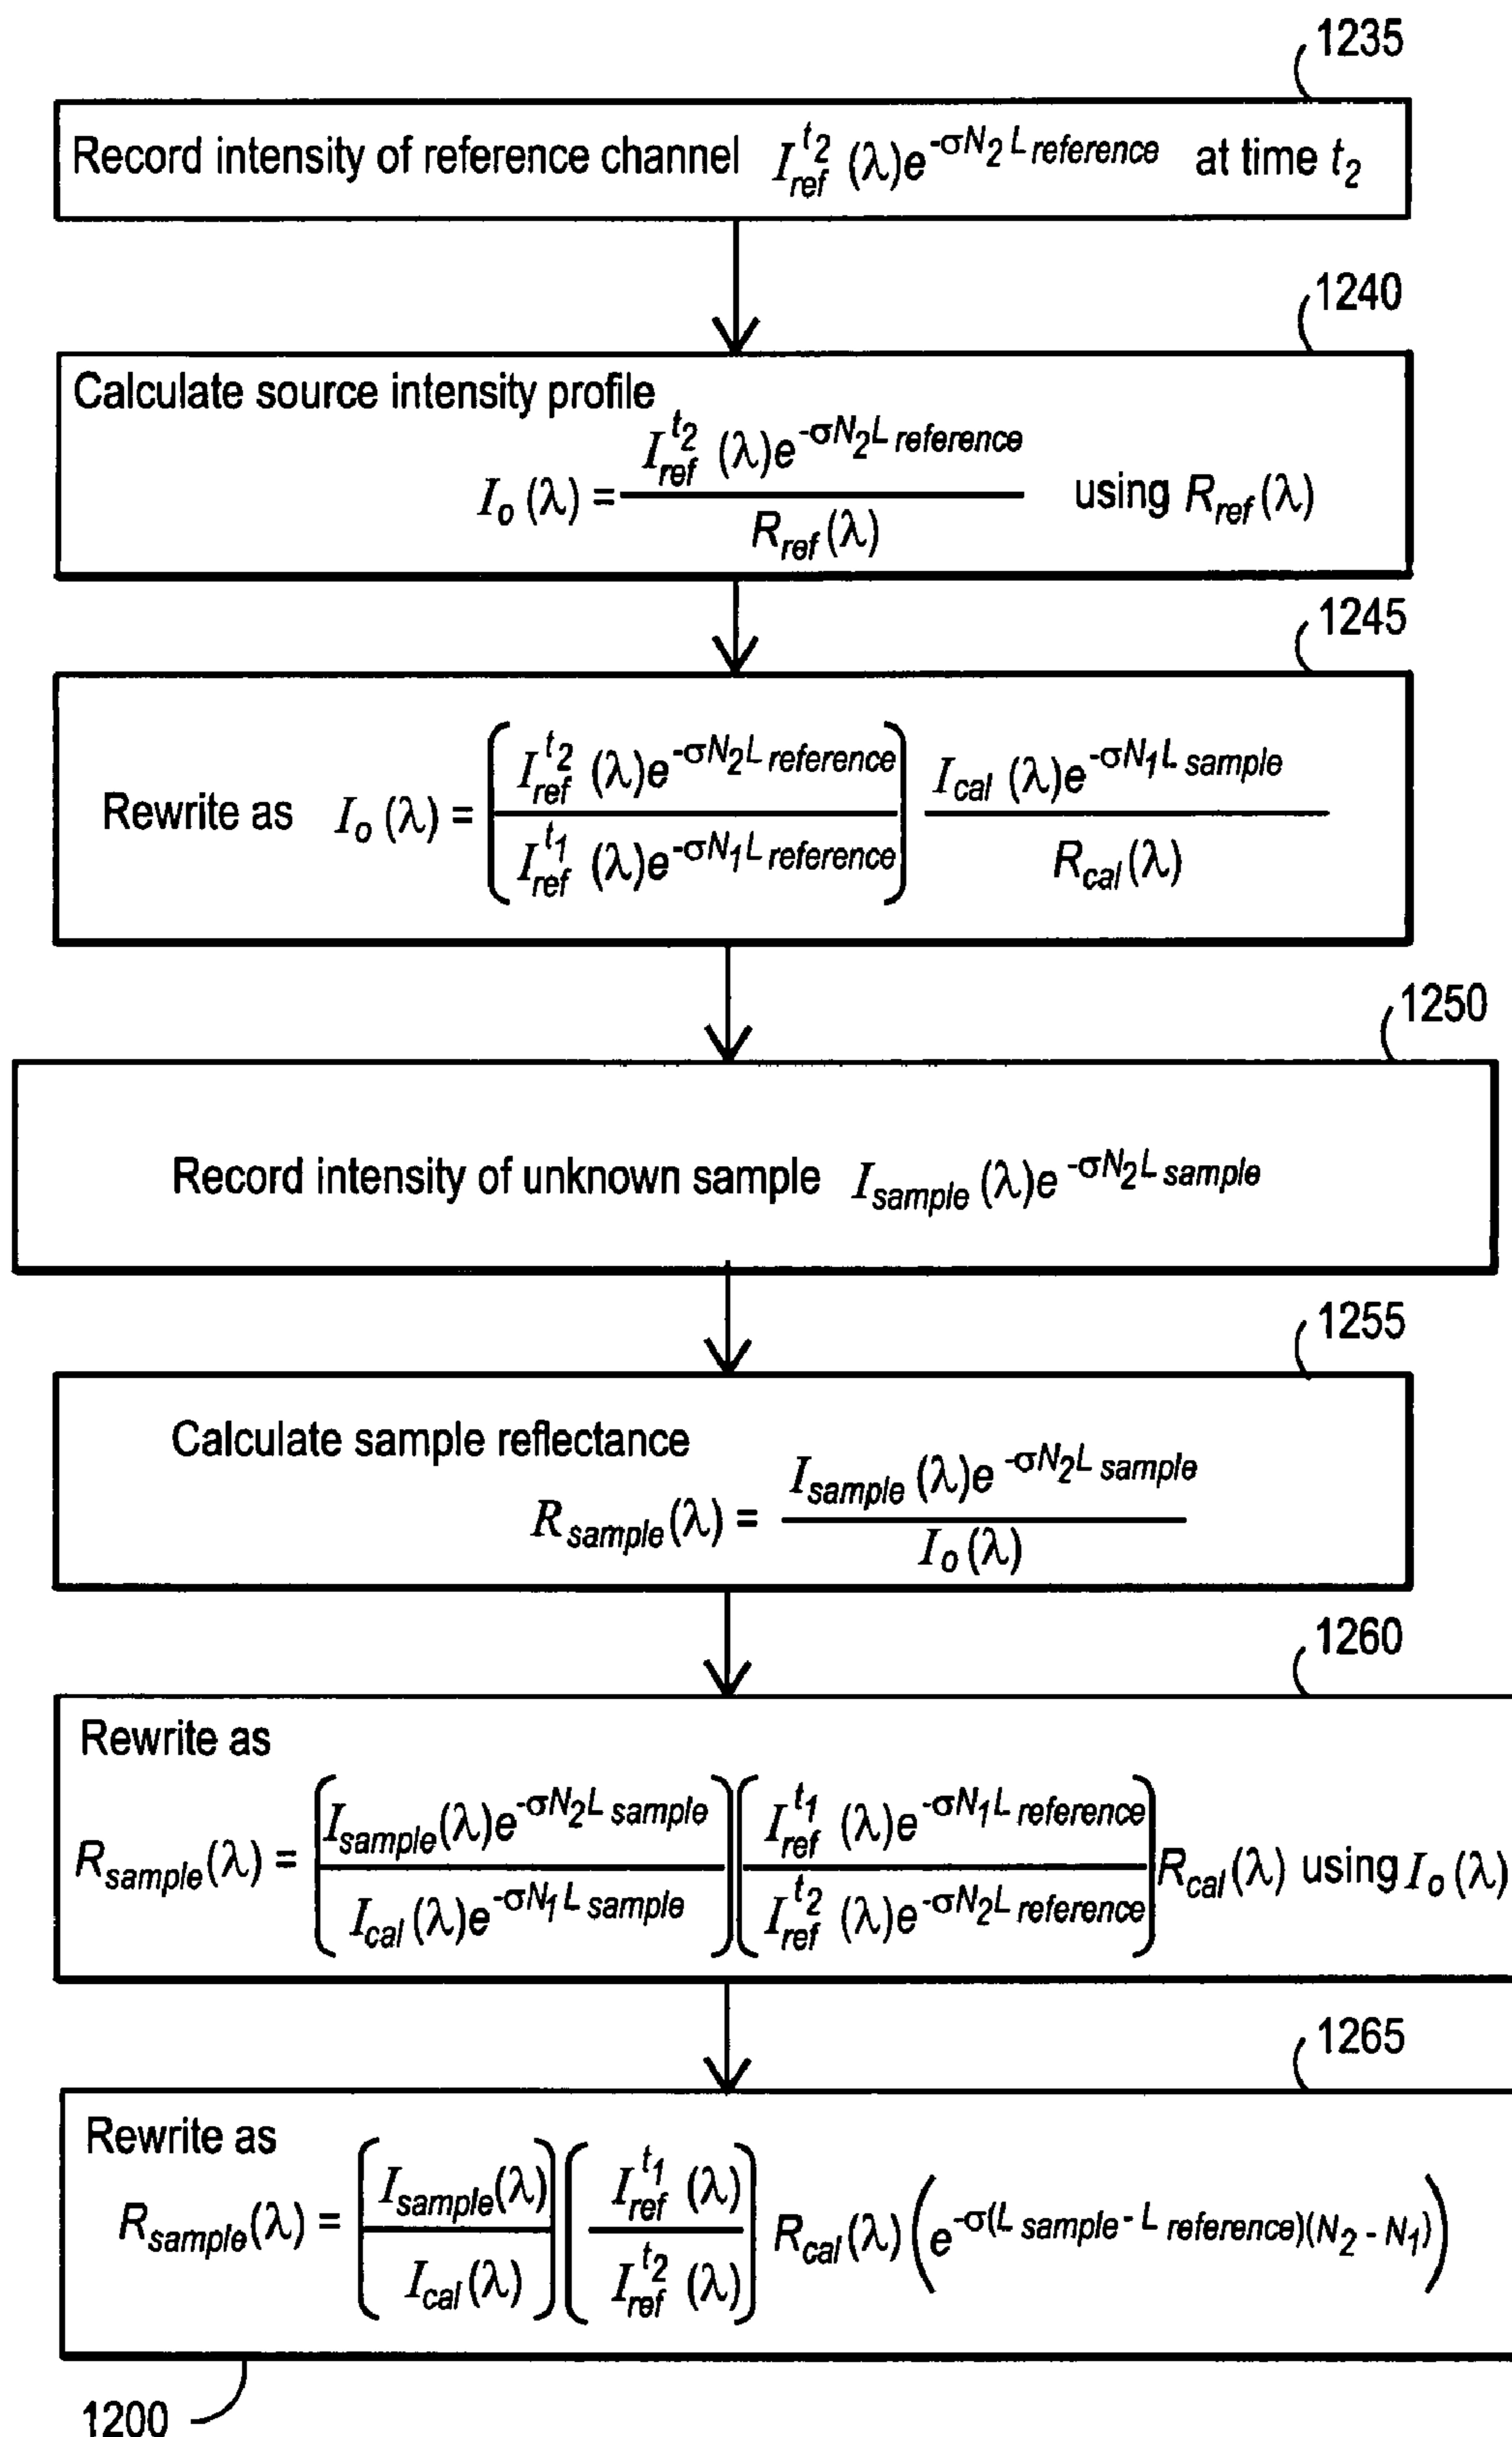 1235
Record intensity of reference channel I_ref^t2 (λ)e^-σN2 L reference at time t2
1240
Calculate source intensity profile
I_o (λ) = I_ref^t2 (λ)e^-σN2L reference / R_ref (λ) using R_ref (λ)
1245
Rewrite as I_o (λ) = ( I_ref^t2 (λ)e^-σN2L reference / I_ref^t1 (λ)e^-σN1L reference ) I_cal (λ)e^-σN1L sample / R_cal (λ)
1250
Record intensity of unknown sample I_sample (λ)e^-σN2L sample
1255
Calculate sample reflectance
R_sample (λ) = I_sample (λ)e^-σN2L sample / I_o (λ)
1260
Rewrite as
R_sample (λ) = ( I_sample (λ)e^-σN2L sample / I_cal (λ)e^-σN1L sample ) ( I_ref^t1 (λ)e^-σN1L reference / I_ref^t2 (λ)e^-σN2L reference ) R_cal (λ) using I_o (λ)
1265
Rewrite as
R_sample (λ) = ( I_sample (λ) / I_cal (λ) ) ( I_ref^t1 (λ) / I_ref^t2 (λ) ) R_cal (λ) ( e^-σ(L sample - L reference)(N2 - N1) )
1200